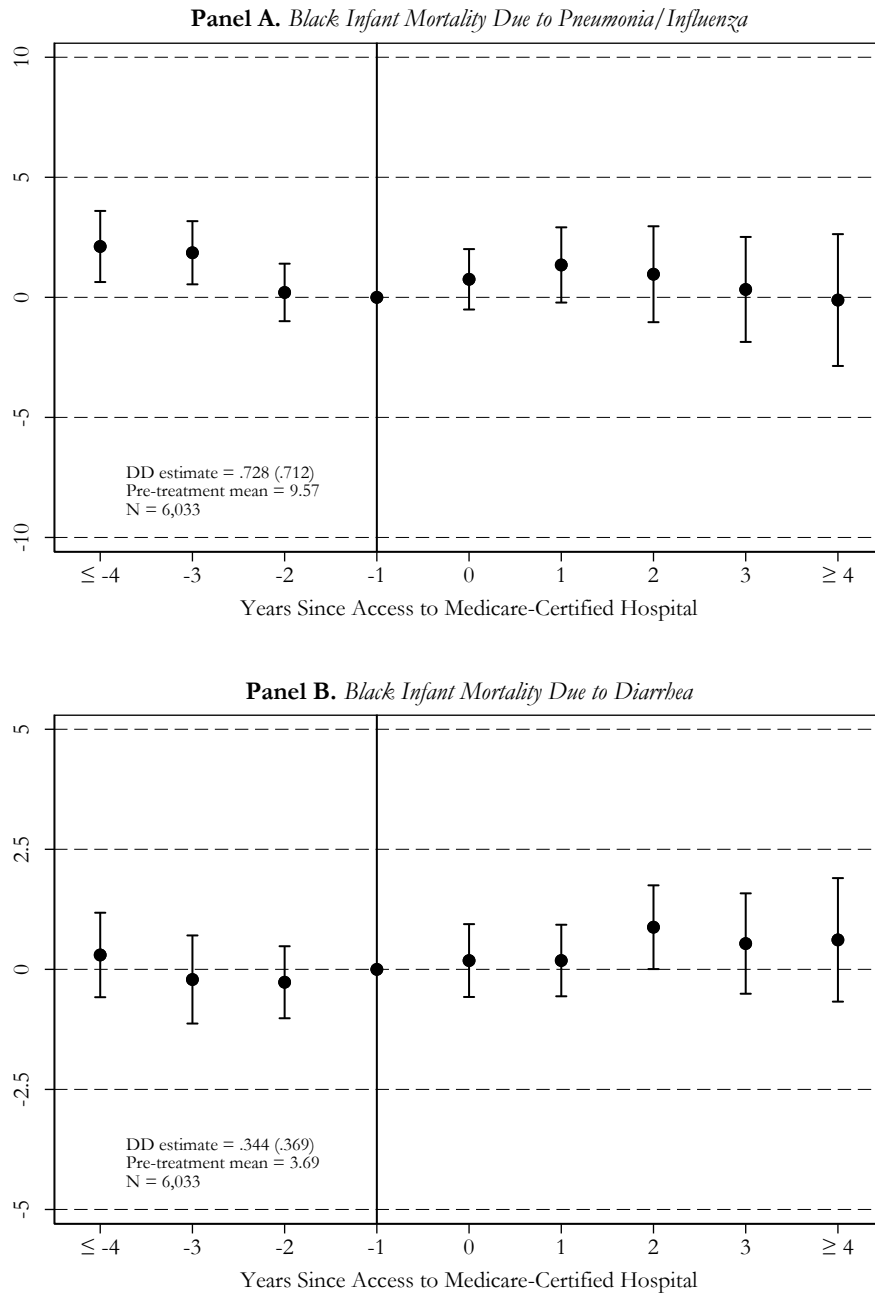 Panel A. Black Infant Mortality Due to Pneumonia/Influenza
10
5
0
-5
-10
DD estimate = .728 (.712)
Pre-treatment mean = 9.57
N = 6,033
≤ -4 -3 -2 -1 0 1 2 3 ≥ 4
Years Since Access to Medicare-Certified Hospital
Panel B. Black Infant Mortality Due to Diarrhea
5
2.5
0
-2.5
-5
DD estimate = .344 (.369)
Pre-treatment mean = 3.69
N = 6,033
≤ -4 -3 -2 -1 0 1 2 3 ≥ 4
Years Since Access to Medicare-Certified Hospital